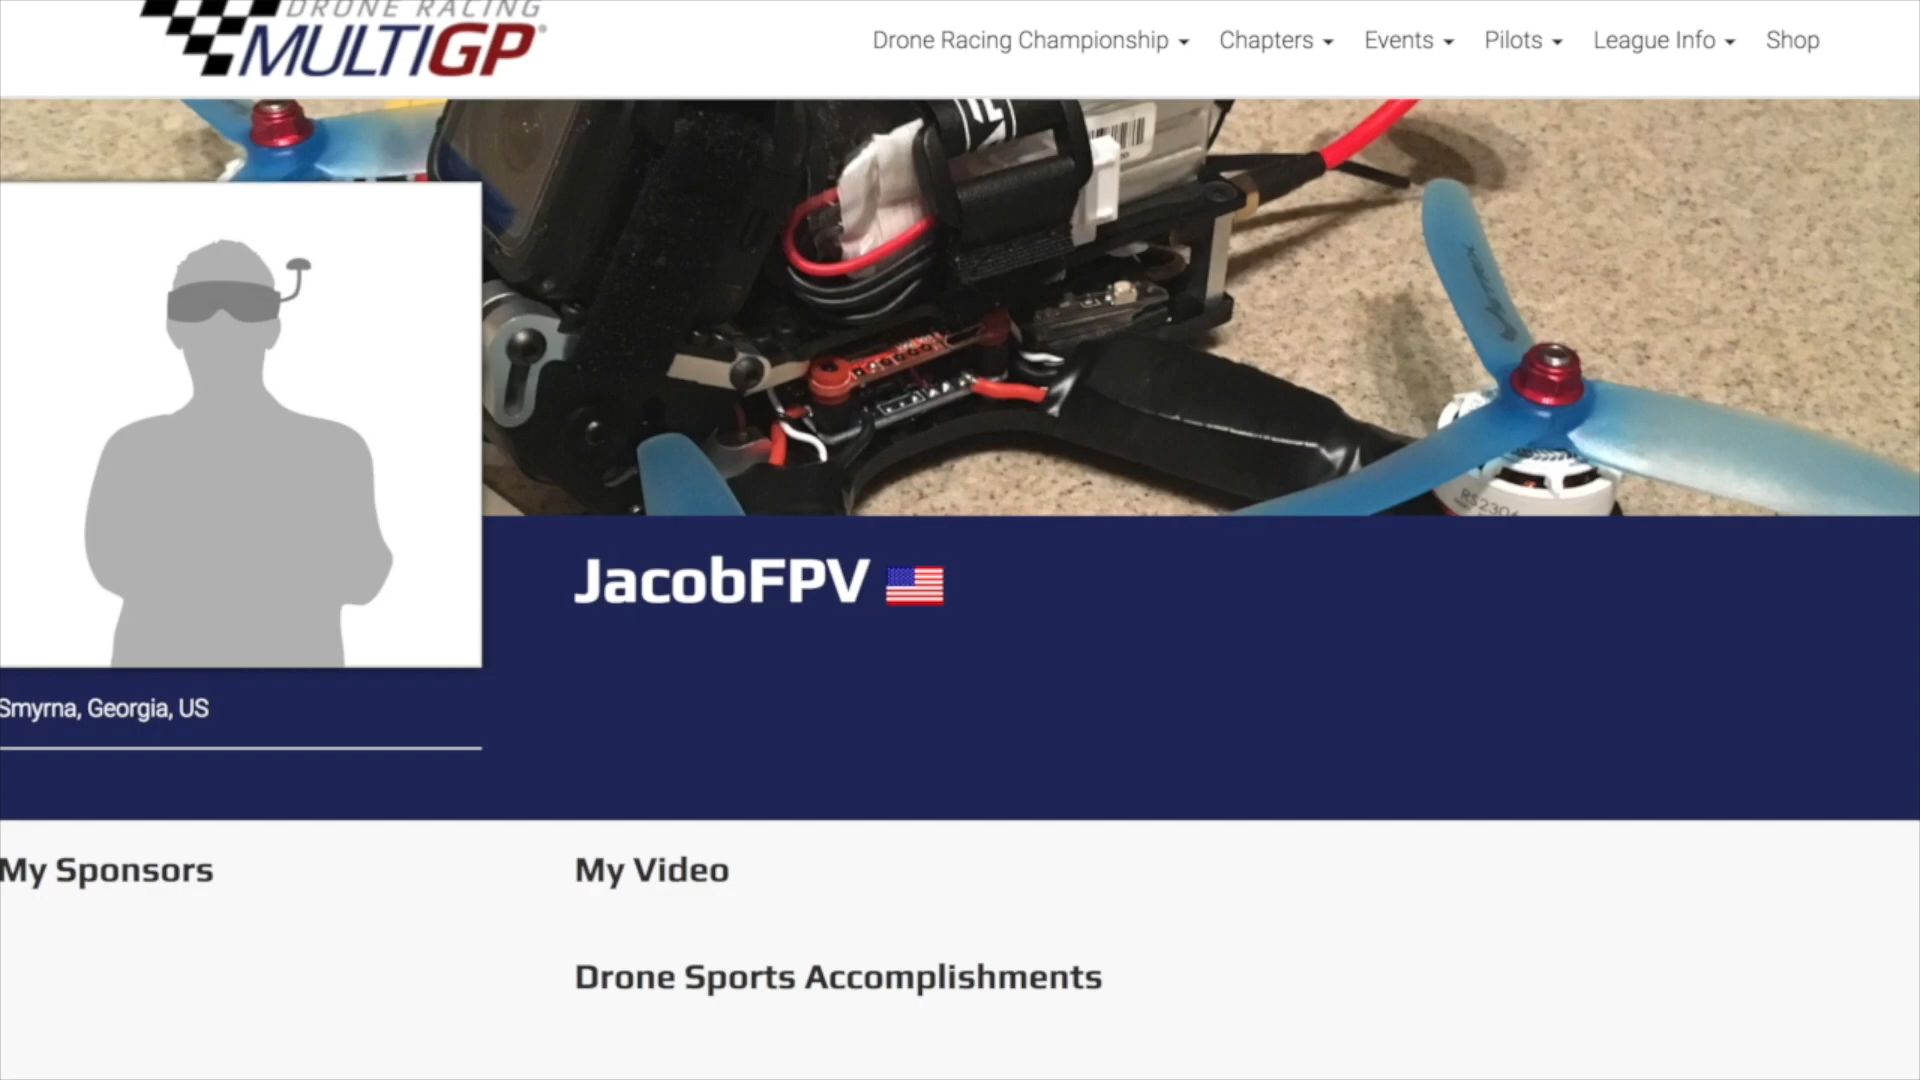 DRONE RACING
MULTIGP®
Drone Racing Championship
Chapters
Events
Pilots
League Info
Shop
RS2306
JacobFPV
Smyrna, Georgia, US
My Sponsors
My Video
Drone Sports Accomplishments